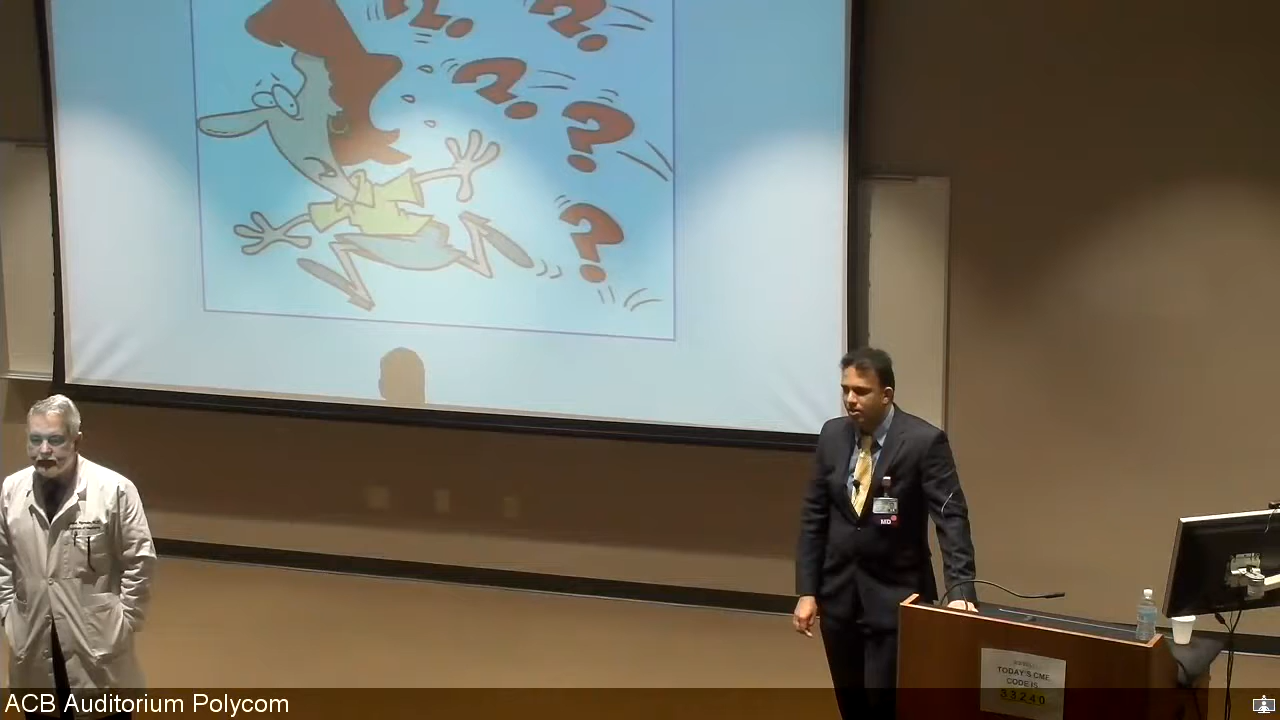 ? ? ? ? ?
MD
TODAY'S CME
CODE IS
33240
ACB Auditorium Polycom